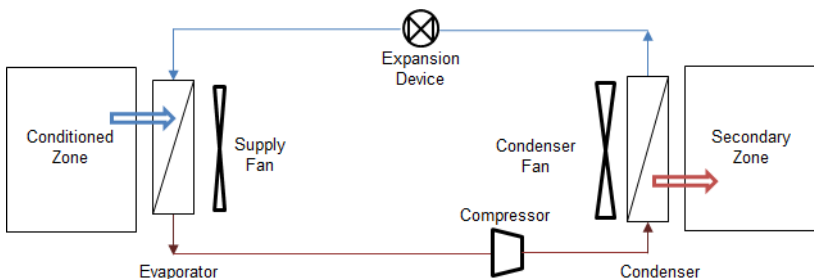 Expansion
Device
Conditioned
Zone
Supply
Fan
Condenser
Fan
Secondary
Zone
Compressor
Evaporator
Condenser